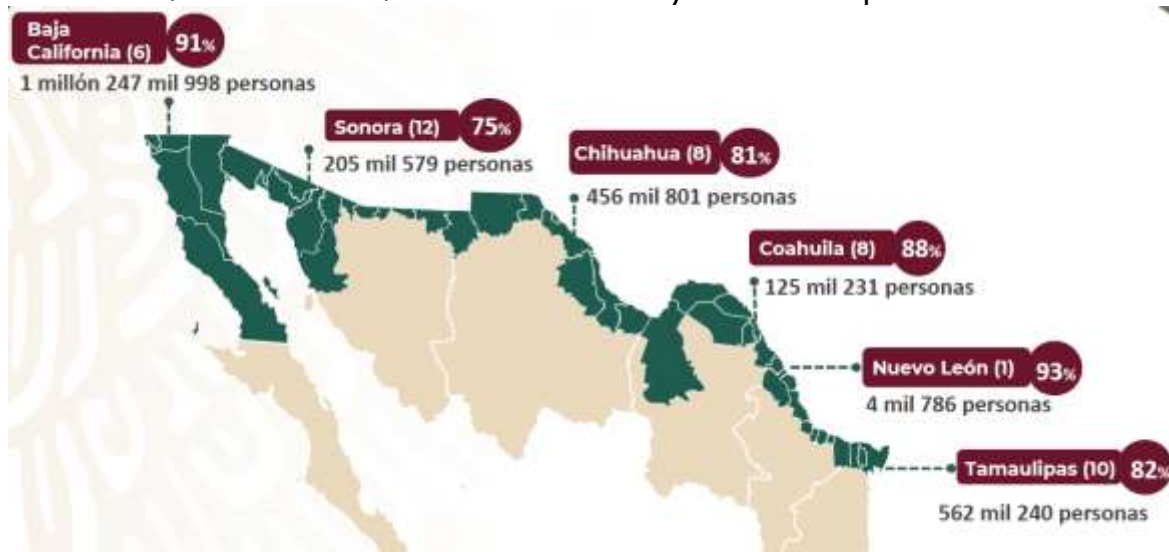 Baja
California (6) 91%
1 millón 247 mil 998 personas
Sonora (12) 75%
205 mil 579 personas
Chihuahua (8) 81%
456 mil 801 personas
Coahuila (8) 88%
125 mil 231 personas
Nuevo León (1) 93%
4 mil 786 personas
Tamaulipas (10) 82%
562 mil 240 personas